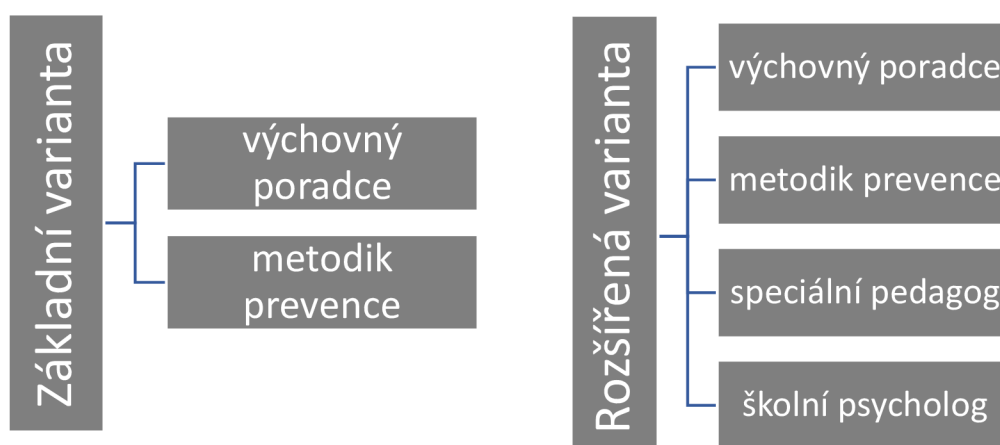 Základní varianta
výchovný
poradce
metodik
prevence
Rozšířená varianta
výchovný poradce
metodik prevence
speciální pedagog
školní psycholog